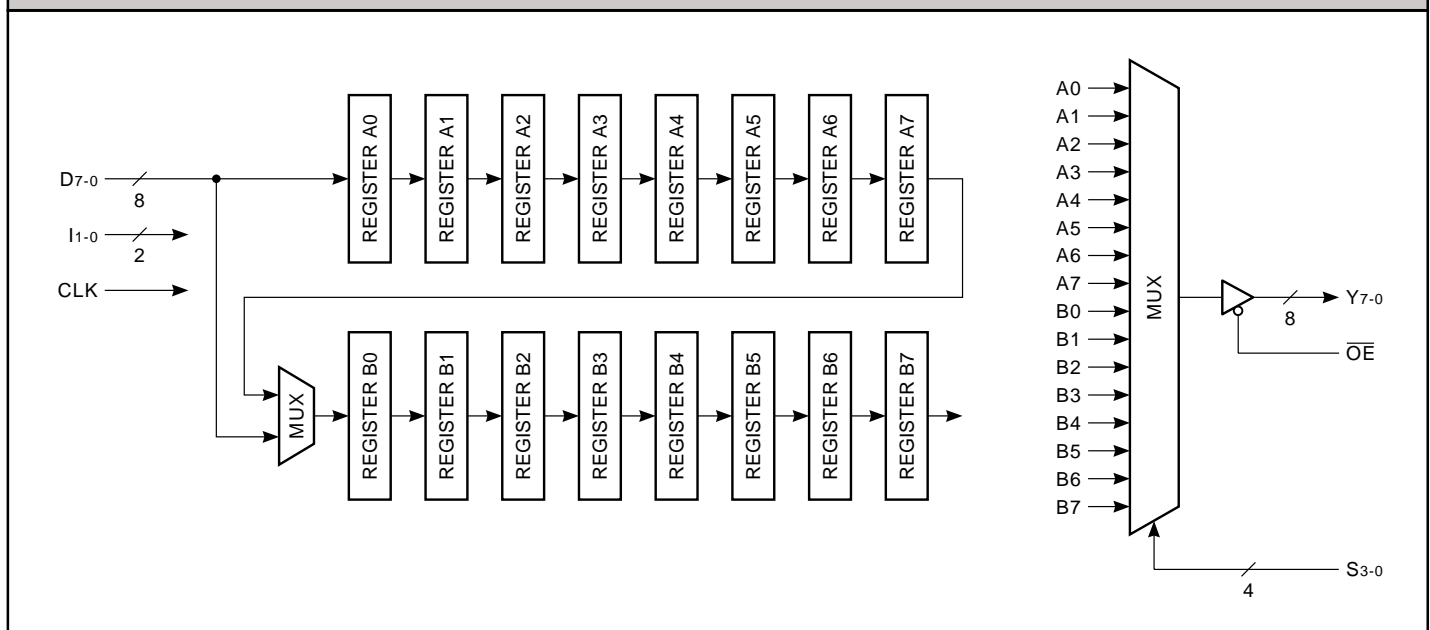 REGISTER A0
REGISTER A1
REGISTER A2
REGISTER A3
REGISTER A4
REGISTER A5
REGISTER A6
REGISTER A7
D7-0
8
I1-0
2
CLK
MUX
REGISTER B0
REGISTER B1
REGISTER B2
REGISTER B3
REGISTER B4
REGISTER B5
REGISTER B6
REGISTER B7
A0
A1
A2
A3
A4
A5
A6
A7
B0
B1
B2
B3
B4
B5
B6
B7
MUX
8
Y7-0
OE
S3-0
4